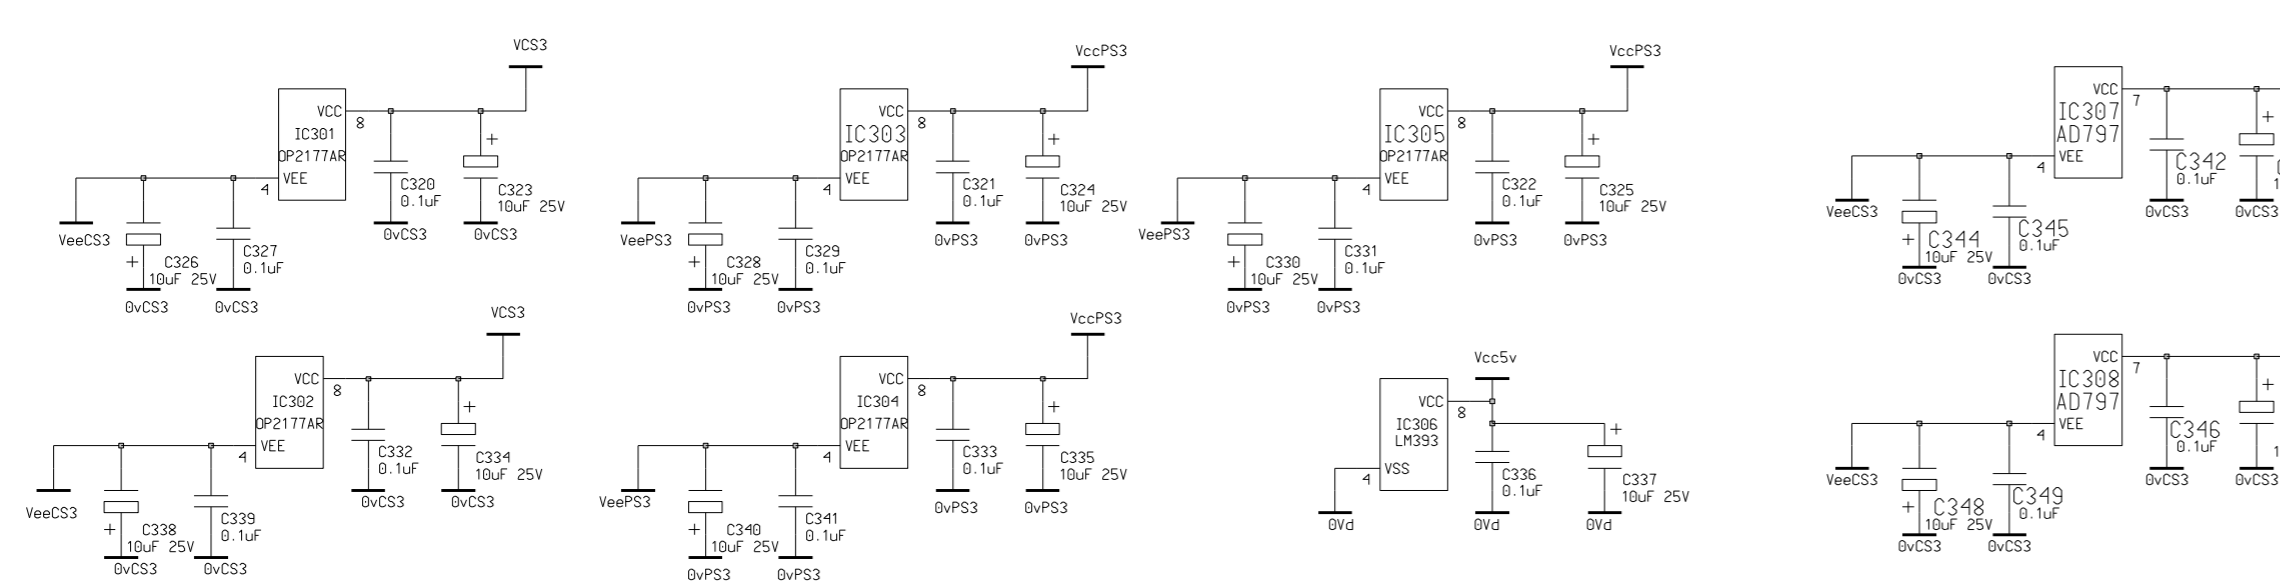 VCS3
VCC
8
IC301
OP2177AR
VEE
4
+
C320
0.1uF
C323
10uF 25V
0vCS3
0vCS3
VeeCS3
+
C326
10uF 25V
C327
0.1uF
0vCS3
0vCS3
VccPS3
VCC
8
IC303
OP2177AR
VEE
4
+
C321
0.1uF
C324
10uF 25V
0vPS3
0vPS3
VeePS3
+
C328
10uF 25V
C329
0.1uF
0vPS3
0vPS3
VccPS3
VCC
8
IC305
OP2177AR
VEE
4
+
C322
0.1uF
C325
10uF 25V
0vPS3
0vPS3
VeePS3
+
C330
10uF 25V
C331
0.1uF
0vPS3
0vPS3
VCC
7
IC307
AD797
VEE
4
+
C342
0.1uF
0vCS3
0vCS3
VeeCS3
+
C344
10uF 25V
C345
0.1uF
0vCS3
0vCS3
VCS3
VCC
8
IC302
OP2177AR
VEE
4
+
C332
0.1uF
C334
10uF 25V
0vCS3
0vCS3
VeeCS3
+
C338
10uF 25V
C339
0.1uF
0vCS3
0vCS3
VccPS3
VCC
8
IC304
OP2177AR
VEE
4
+
C333
0.1uF
C335
10uF 25V
0vPS3
0vPS3
VeePS3
+
C340
10uF 25V
C341
0.1uF
0vPS3
0vPS3
Vcc5v
VCC
8
IC306
LM393
VSS
4
+
C336
0.1uF
C337
10uF 25V
0Vd
0Vd
0Vd
VCC
7
IC308
AD797
VEE
4
+
C346
0.1uF
0vCS3
0vCS3
VeeCS3
+
C348
10uF 25V
C349
0.1uF
0vCS3
0vCS3